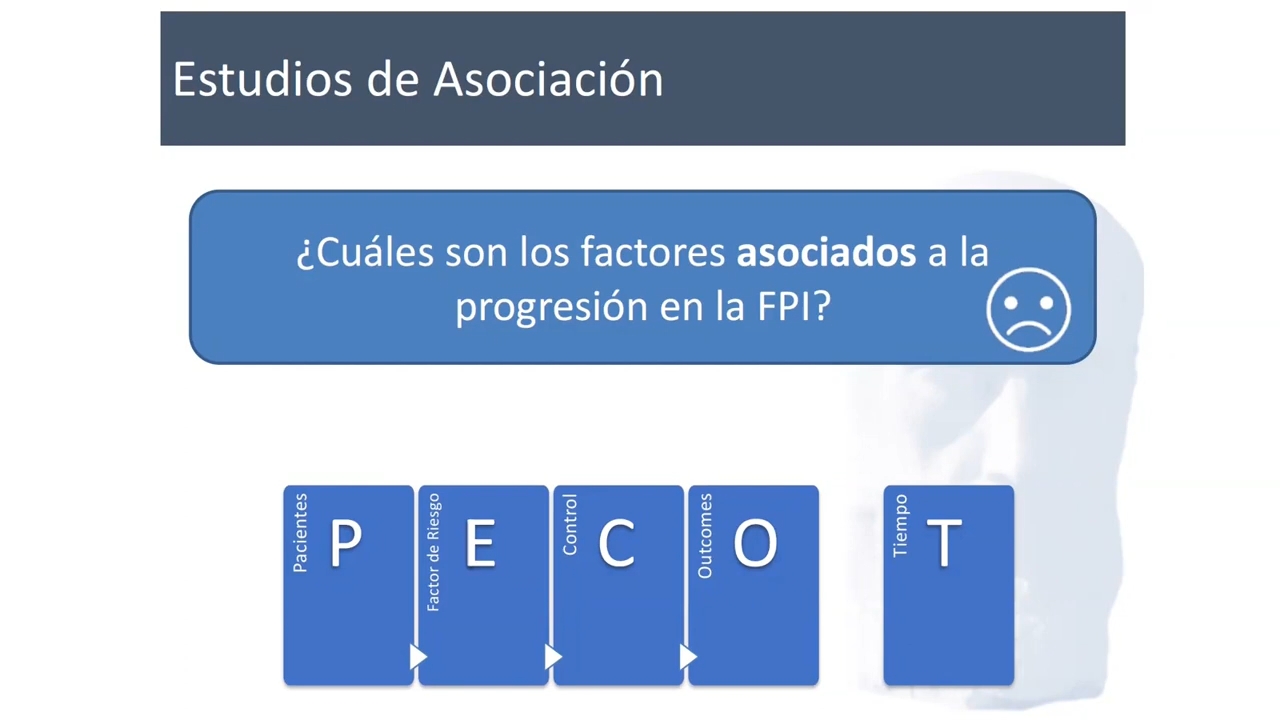 Estudios de Asociación
¿Cuáles son los factores asociados a la
progresión en la FPI?
Pacientes
P
Factor de Riesgo
E
Control
C
Outcomes
O
Tiempo
T